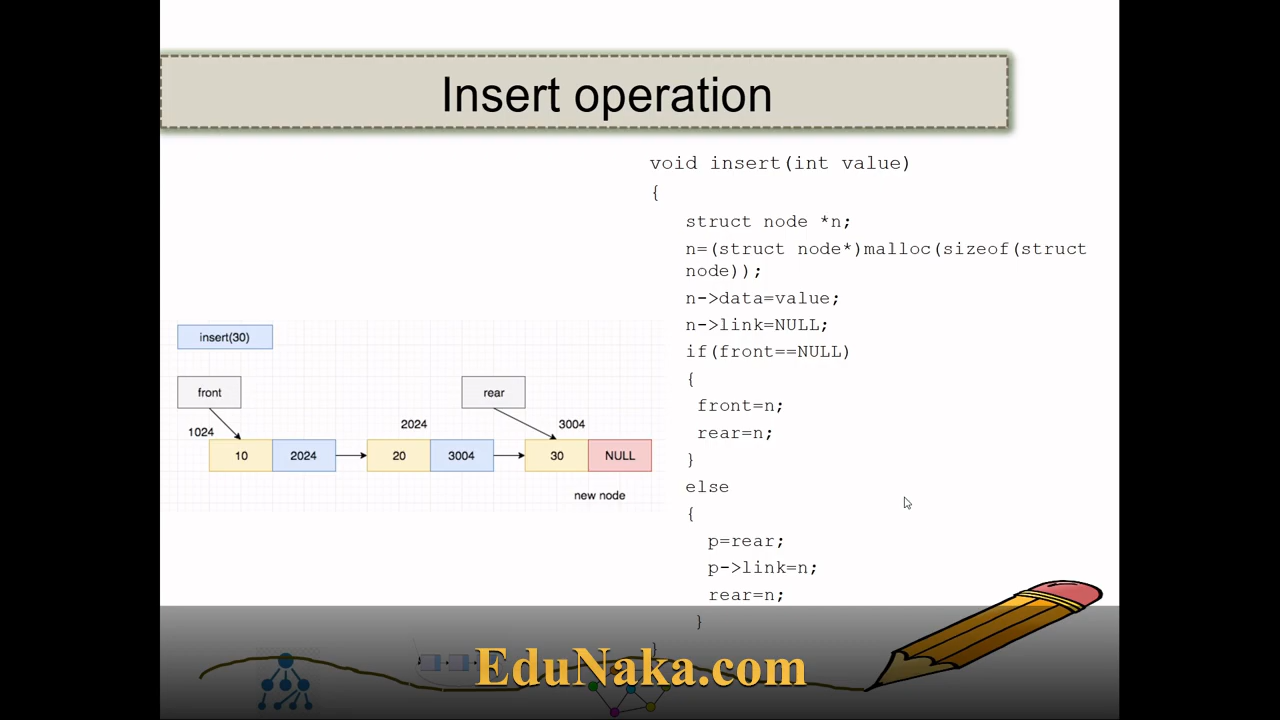 Insert operation
void insert(int value)
{
struct node *n;
n=(struct node*)malloc(sizeof(struct
node));
n->data=value;
n->link=NULL;
if(front==NULL)
{
front=n;
rear=n;
}
else
{
p=rear;
p->link=n;
rear=n;
}
}
insert(30)
front
rear
1024
2024
3004
10
2024
20
3004
30
NULL
new node
EduNaka.com